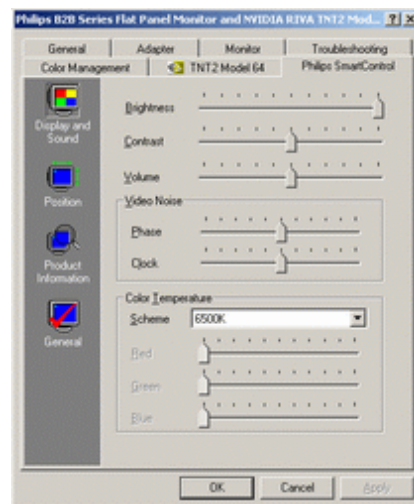 Philips B2B Series Flat Panel Monitor and NVIDIA RIVA TNT2 Mod...
General Adapter Monitor Troubleshooting
Color Management TNT2 Model 64 Philips SmartControl
Display and
Sound
Position
Product
Information
General
Brightness
Contrast
Volume
Video Noise
Phase
Clock
Color Temperature
Scheme 6500K
Red
Green
Blue
OK Cancel Apply